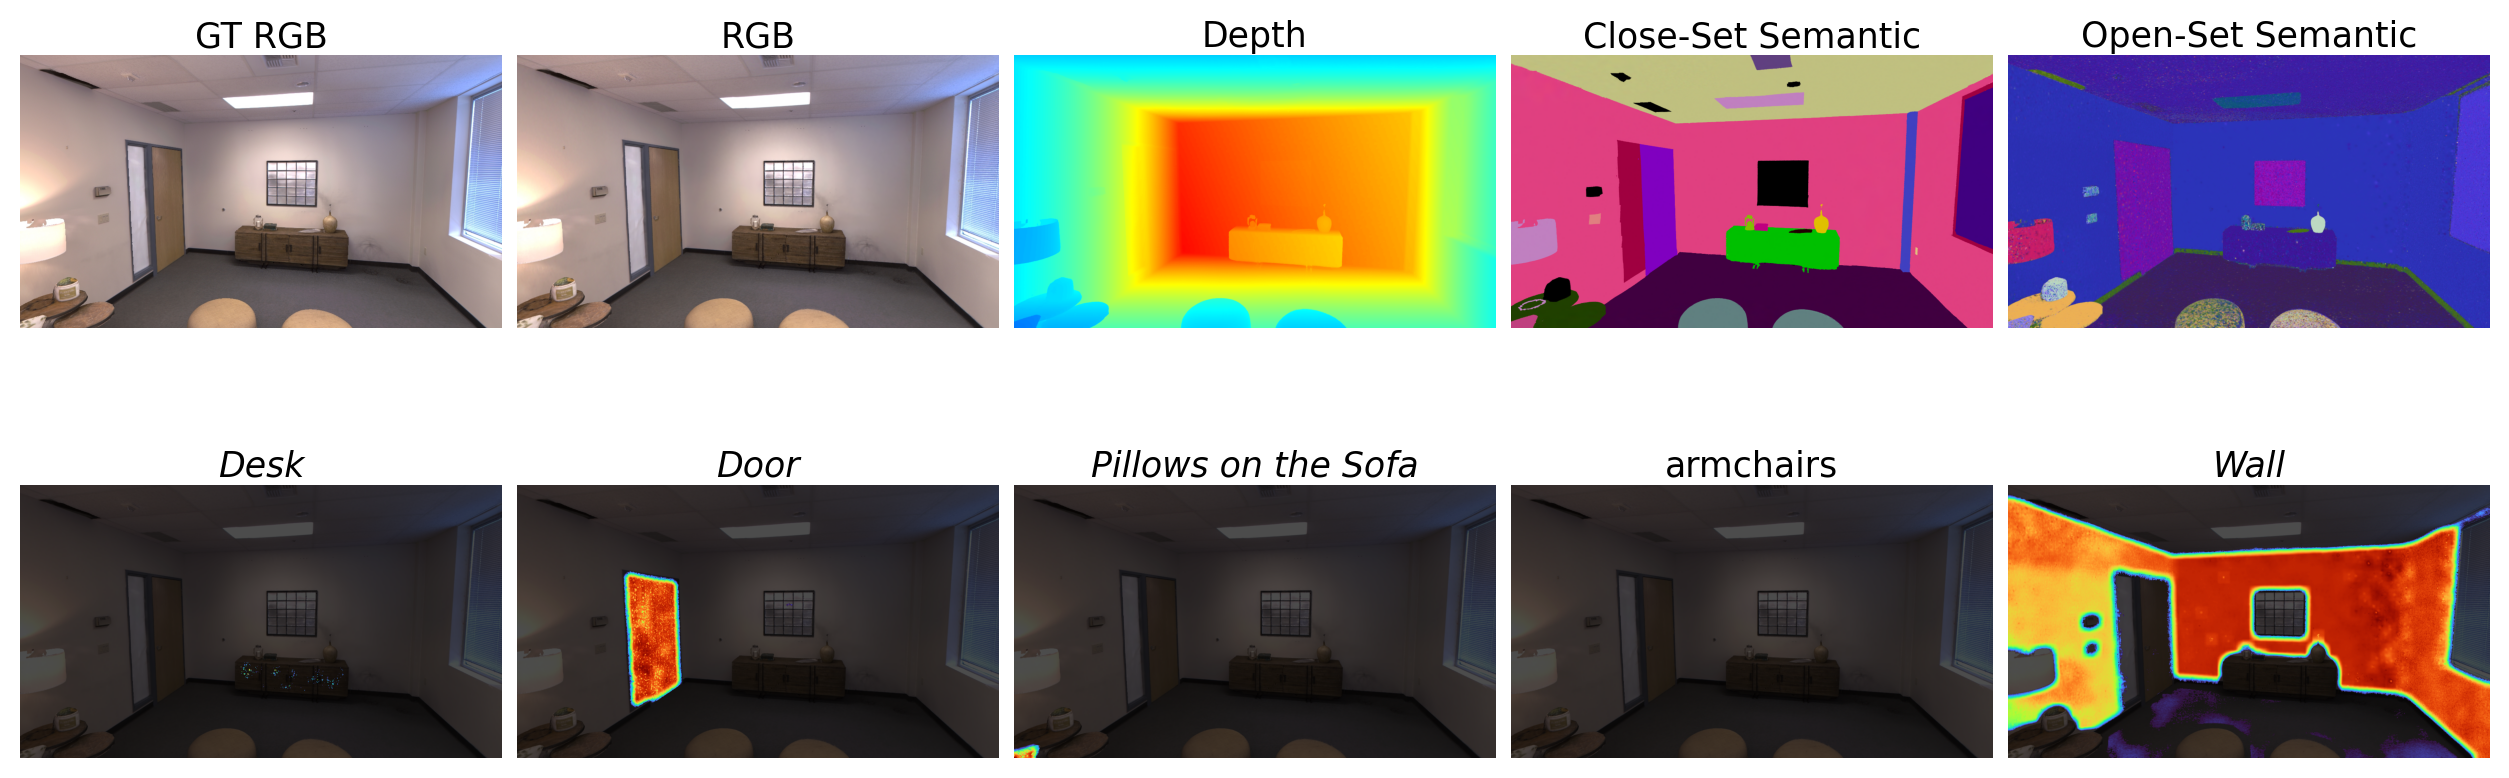 GT RGB
RGB
Depth
Close-Set Semantic
Open-Set Semantic
Desk
Door
Pillows on the Sofa
armchairs
Wall